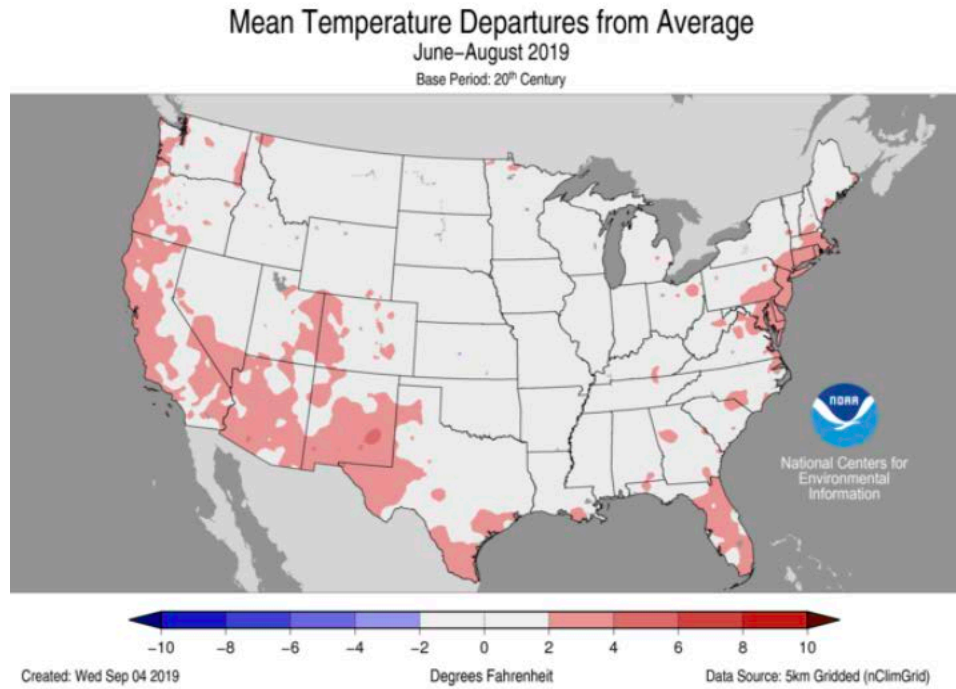 Mean Temperature Departures from Average
June–August 2019
Base Period: 20th Century
NOAA
National Centers for
Environmental
Information
−10 −8 −6 −4 −2 0 2 4 6 8 10
Created: Wed Sep 04 2019 Degrees Fahrenheit Data Source: 5km Gridded (nClimGrid)